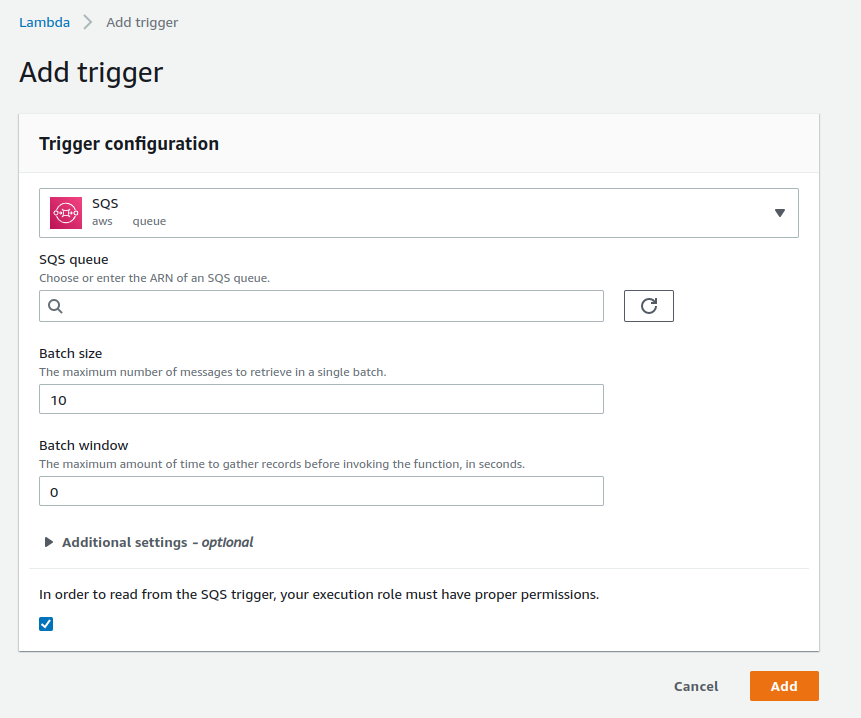 Lambda > Add trigger
Add trigger
Trigger configuration
SQS
aws queue
SQS queue
Choose or enter the ARN of an SQS queue.
Batch size
The maximum number of messages to retrieve in a single batch.
10
Batch window
The maximum amount of time to gather records before invoking the function, in seconds.
0
Additional settings - optional
In order to read from the SQS trigger, your execution role must have proper permissions.
Cancel Add